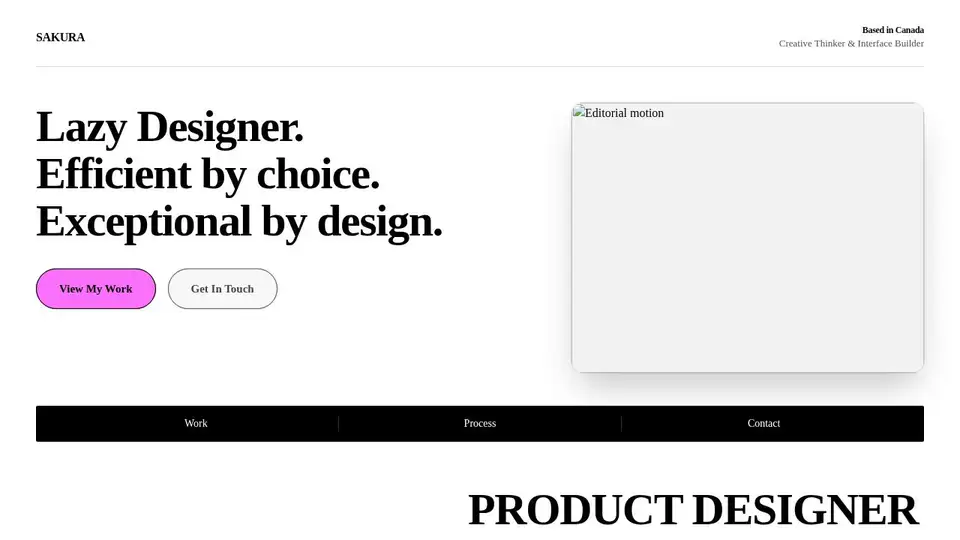 SAKURA
Based in Canada
Creative Thinker & Interface Builder
Lazy Designer.
Efficient by choice.
Exceptional by design.
Editorial motion
View My Work
Get In Touch
Work
Process
Contact
PRODUCT DESIGNER